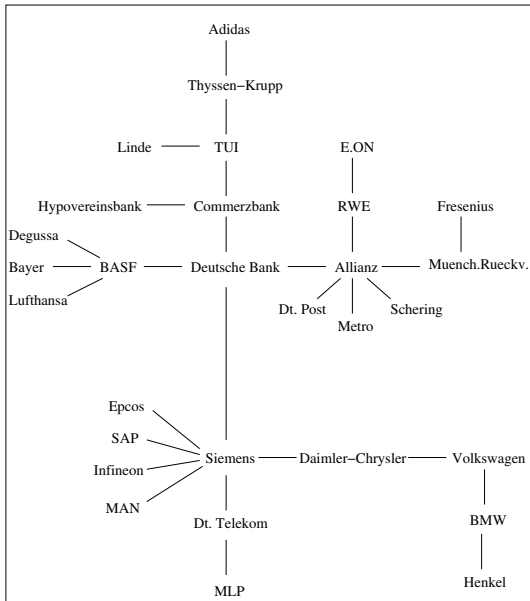 Adidas
Thyssen–Krupp
Linde TUI E.ON
Hypovereinsbank Commerzbank RWE Fresenius
Degussa
Bayer BASF Deutsche Bank Allianz Muench.Rueckv.
Lufthansa
Dt. Post Schering
Metro
Epcos
SAP
Siemens Daimler–Chrysler Volkswagen
Infineon
MAN
Dt. Telekom BMW
MLP Henkel